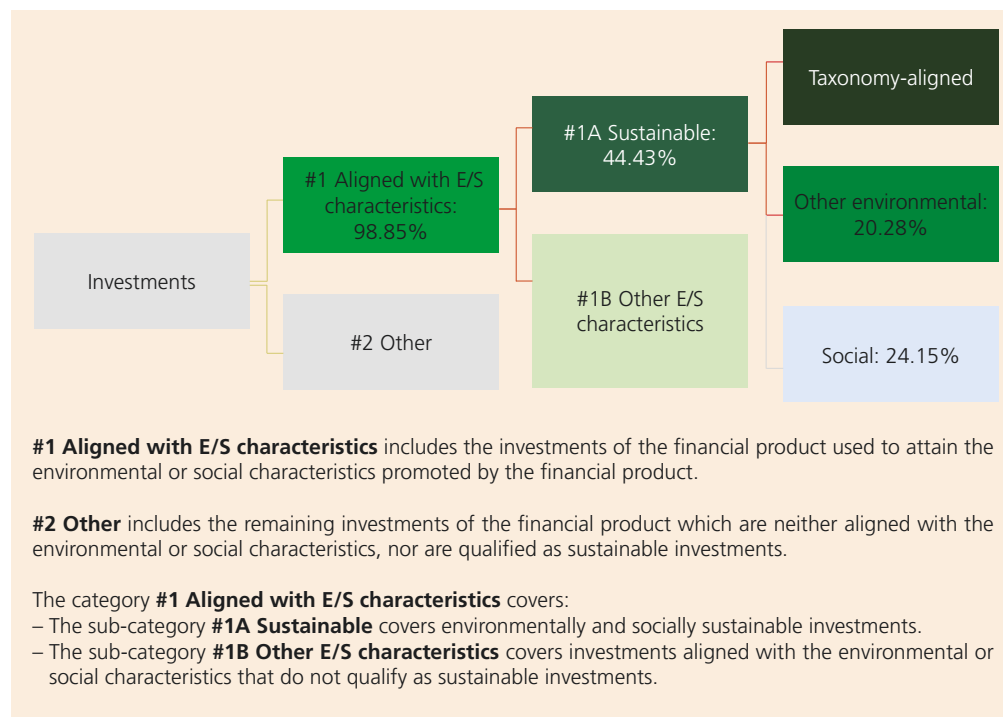 Investments
#1 Aligned with E/S
characteristics:
98.85%
#2 Other
#1A Sustainable:
44.43%
#1B Other E/S
characteristics
Taxonomy-aligned
Other environmental:
20.28%
Social: 24.15%
#1 Aligned with E/S characteristics includes the investments of the financial product used to attain the
environmental or social characteristics promoted by the financial product.
#2 Other includes the remaining investments of the financial product which are neither aligned with the
environmental or social characteristics, nor are qualified as sustainable investments.
The category #1 Aligned with E/S characteristics covers:
– The sub-category #1A Sustainable covers environmentally and socially sustainable investments.
– The sub-category #1B Other E/S characteristics covers investments aligned with the environmental or
social characteristics that do not qualify as sustainable investments.